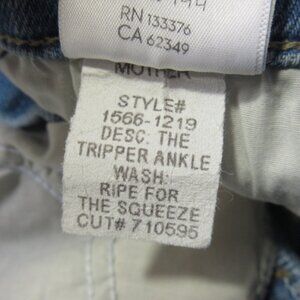 RN 133376
CA 62349
MOTHER
STYLE#
1566-1219
DESC: THE
TRIPPER ANKLE
WASH:
RIPE FOR
THE SQUEEZE
CUT# 710595